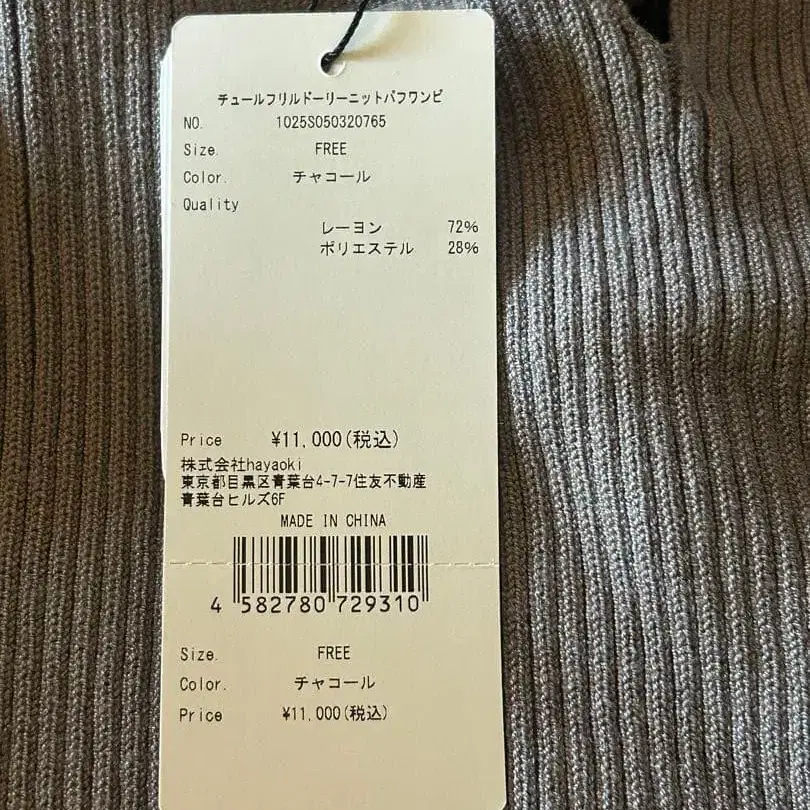 チュールフリルドーリーニットパフワンピ
NO. 1025S050320765
Size. FREE
Color. チャコール
Quality
レーヨン 72%
ポリエステル 28%
Price ¥11,000(税込)
株式会社hayaoki
東京都目黒区青葉台4-7-7住友不動産
青葉台ヒルズ6F
MADE IN CHINA
4 582780 729310
Size. FREE
Color. チャコール
Price ¥11,000(税込)